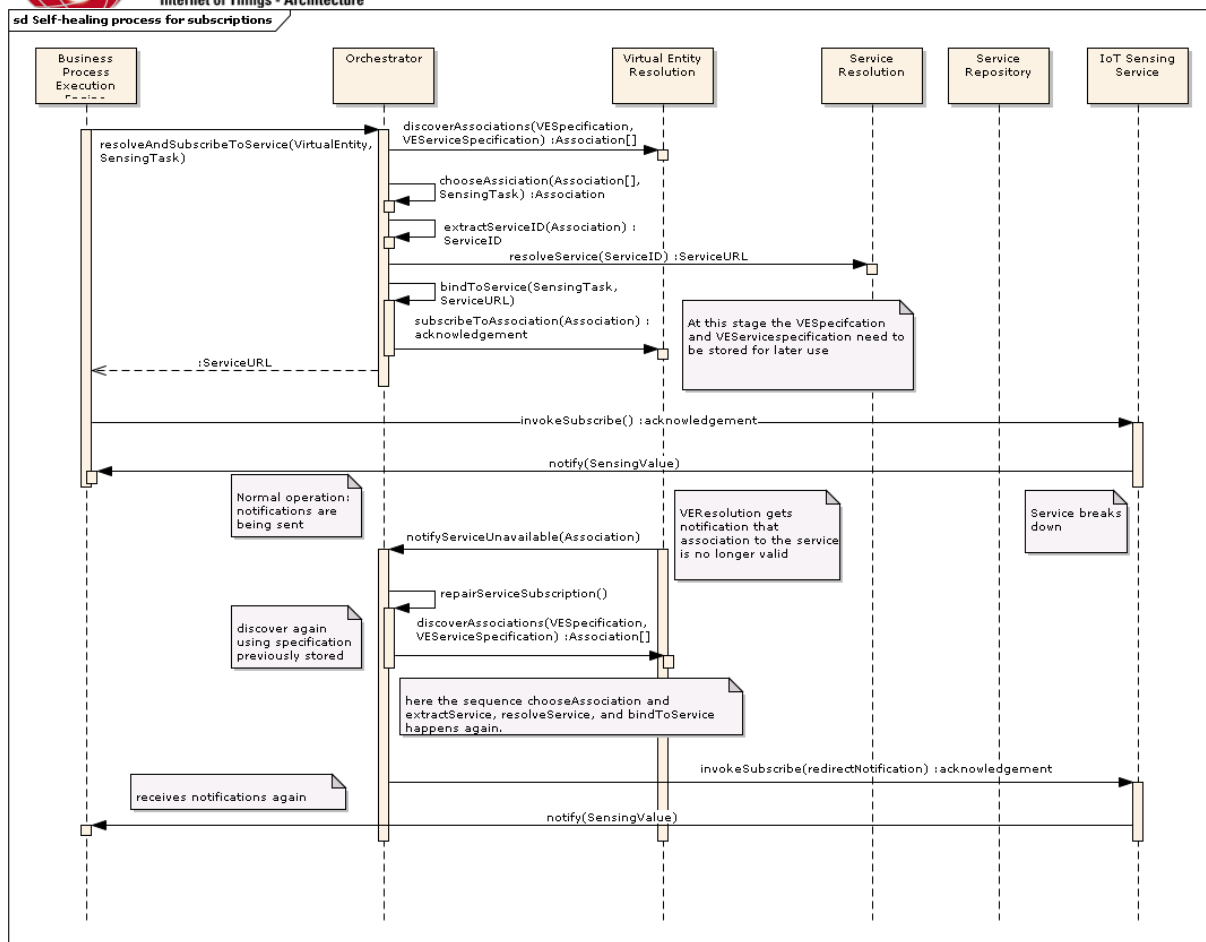 Internet of Things - Architecture
sd Self-healing process for subscriptions
Business
Process
Execution
Engine
Orchestrator
Virtual Entity
Resolution
Service
Resolution
Service
Repository
IoT Sensing
Service
resolveAndSubscribeToService(VirtualEntity,
SensingTask)
discoverAssociations(VESpecification,
VEServiceSpecification) :Association[]
chooseAssiciation(Association[],
SensingTask) :Association
extractServiceID(Association) :
ServiceID
resolveService(ServiceID) :ServiceURL
bindToService(SensingTask,
ServiceURL)
subscribeToAssociation(Association) :
acknowledgement
At this stage the VESpecifcation
and VEServicespecification need to
be stored for later use
:ServiceURL
invokeSubscribe() :acknowledgement
notify(SensingValue)
Normal operation:
notifications are
being sent
VEResolution gets
notification that
association to the service
is no longer valid
Service breaks
down
notifyServiceUnavailable(Association)
repairServiceSubscription()
discover again
using specification
previously stored
discoverAssociations(VESpecification,
VEServiceSpecification) :Association[]
here the sequence chooseAssociation and
extractService, resolveService, and bindToService
happens again.
invokeSubscribe(redirectNotification) :acknowledgement
receives notifications again
notify(SensingValue)